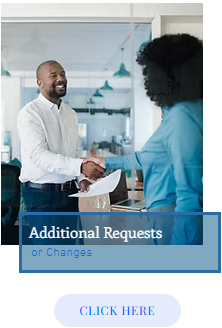 Additional Requests
or Changes
CLICK HERE